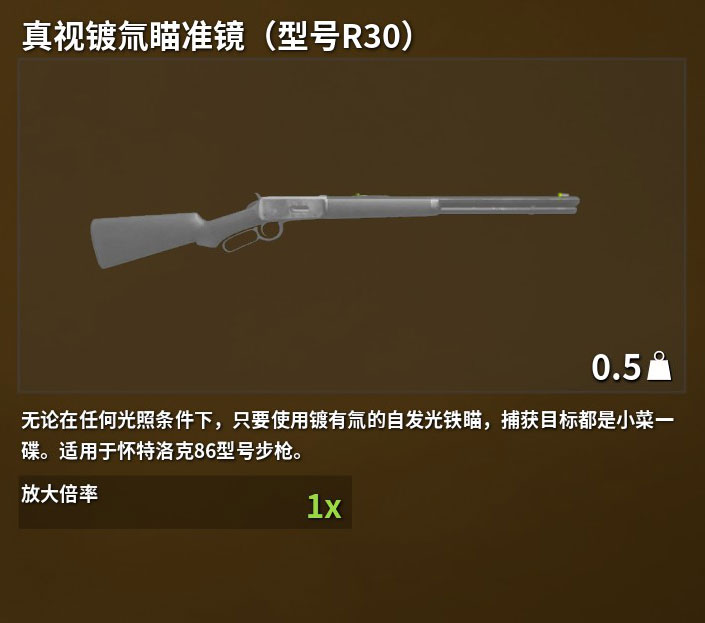 真视镀氚瞄准镜（型号R30）
0.5
无论在任何光照条件下，只要使用镀有氚的自发光铁瞄，捕获目标都是小菜一
碟。适用于怀特洛克86型号步枪。
放大倍率
1x